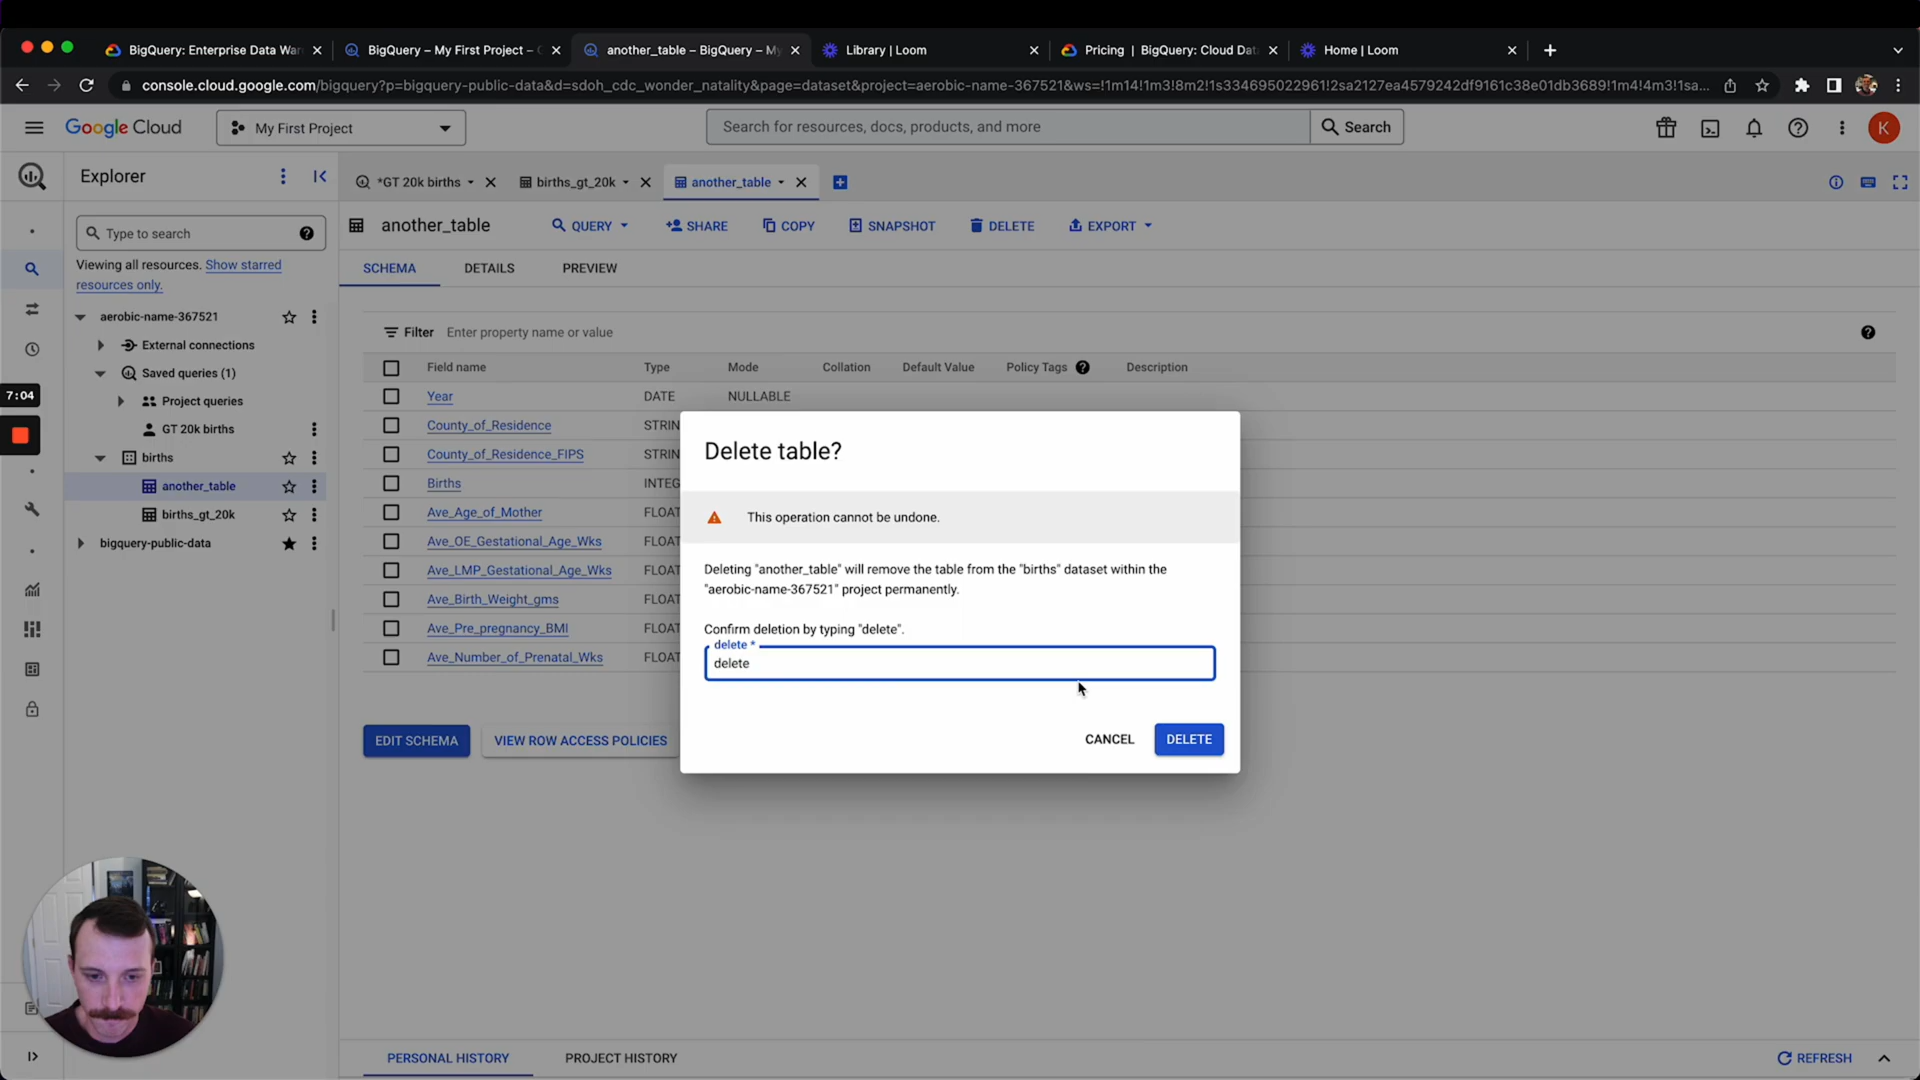 BigQuery: Enterprise Data War
BigQuery – My First Project –
another_table – BigQuery – My
Library | Loom
Pricing | BigQuery: Cloud Dat
Home | Loom
console.cloud.google.com/bigquery?p=bigquery-public-data&d=sdoh_cdc_wonder_natality&page=dataset&project=aerobic-name-367521&ws=!1m14!1m3!8m2!1s334695022961!2sa2127ea4579242df9161c38e01db3689!1m4!4m3!1sa...
Google Cloud
My First Project
Search for resources, docs, products, and more
Search
K
Explorer
*GT 20k births
births_gt_20k
another_table
Type to search
Viewing all resources. Show starred
resources only.
aerobic-name-367521
External connections
Saved queries (1)
Project queries
GT 20k births
births
another_table
births_gt_20k
bigquery-public-data
7:04
another_table
QUERY
SHARE
COPY
SNAPSHOT
DELETE
EXPORT
SCHEMA
DETAILS
PREVIEW
Filter Enter property name or value
Field name Type Mode Collation Default Value Policy Tags Description
Year DATE NULLABLE
County_of_Residence STRIN
County_of_Residence_FIPS STRIN
Births INTEG
Ave_Age_of_Mother FLOAT
Ave_OE_Gestational_Age_Wks FLOAT
Ave_LMP_Gestational_Age_Wks FLOAT
Ave_Birth_Weight_gms FLOAT
Ave_Pre_pregnancy_BMI FLOAT
Ave_Number_of_Prenatal_Wks FLOAT
EDIT SCHEMA
VIEW ROW ACCESS POLICIES
Delete table?
This operation cannot be undone.
Deleting "another_table" will remove the table from the "births" dataset within the
"aerobic-name-367521" project permanently.
Confirm deletion by typing "delete".
delete *
delete
CANCEL
DELETE
PERSONAL HISTORY
PROJECT HISTORY
REFRESH